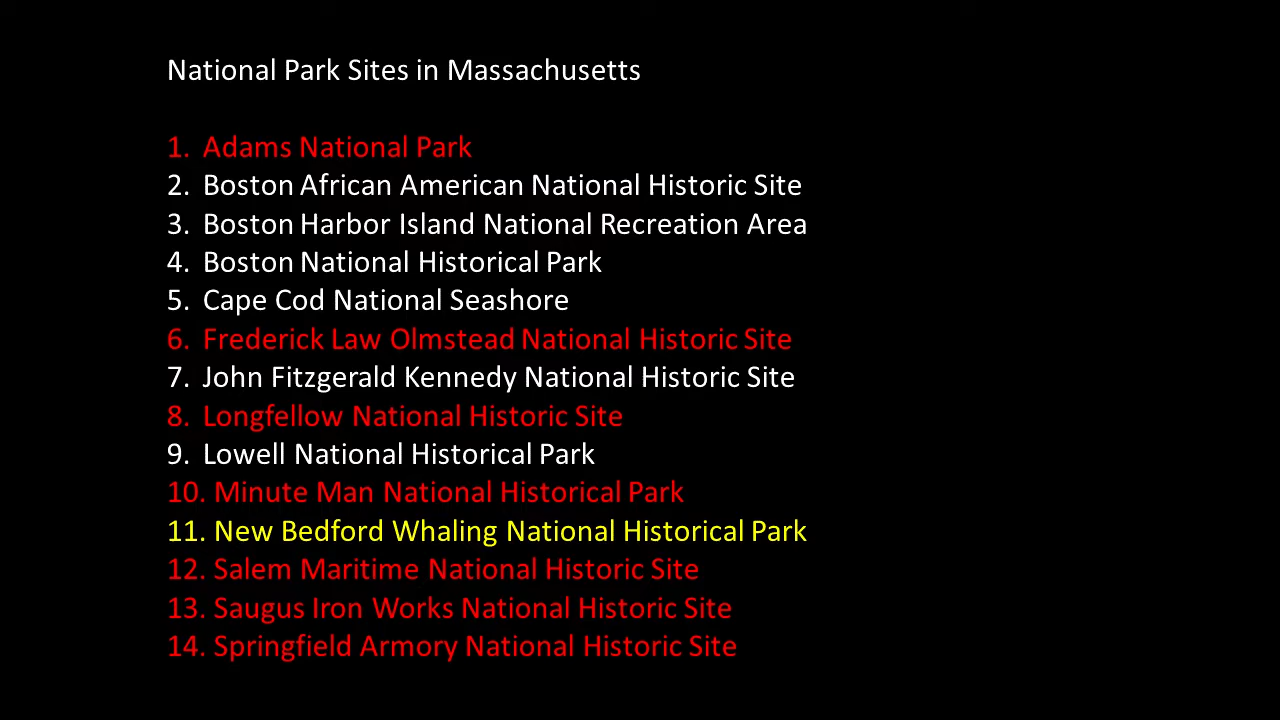 National Park Sites in Massachusetts
1. Adams National Park
2. Boston African American National Historic Site
3. Boston Harbor Island National Recreation Area
4. Boston National Historical Park
5. Cape Cod National Seashore
6. Frederick Law Olmstead National Historic Site
7. John Fitzgerald Kennedy National Historic Site
8. Longfellow National Historic Site
9. Lowell National Historical Park
10. Minute Man National Historical Park
11. New Bedford Whaling National Historical Park
12. Salem Maritime National Historic Site
13. Saugus Iron Works National Historic Site
14. Springfield Armory National Historic Site